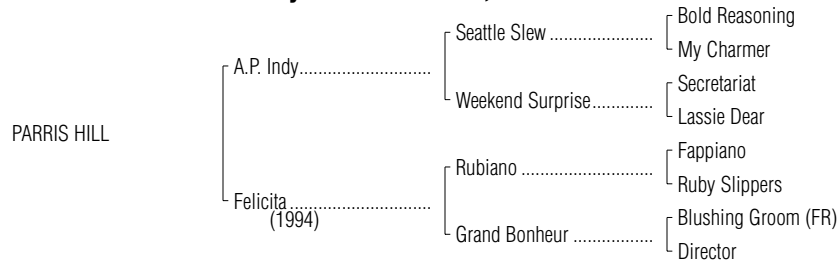 Bold Reasoning
Seattle Slew ......................
My Charmer
A.P. Indy............................
Secretariat
Weekend Surprise.............
Lassie Dear
PARRIS HILL
Fappiano
Rubiano ............................
Ruby Slippers
Felicita ..............................
(1994)
Blushing Groom (FR)
Grand Bonheur .................
Director